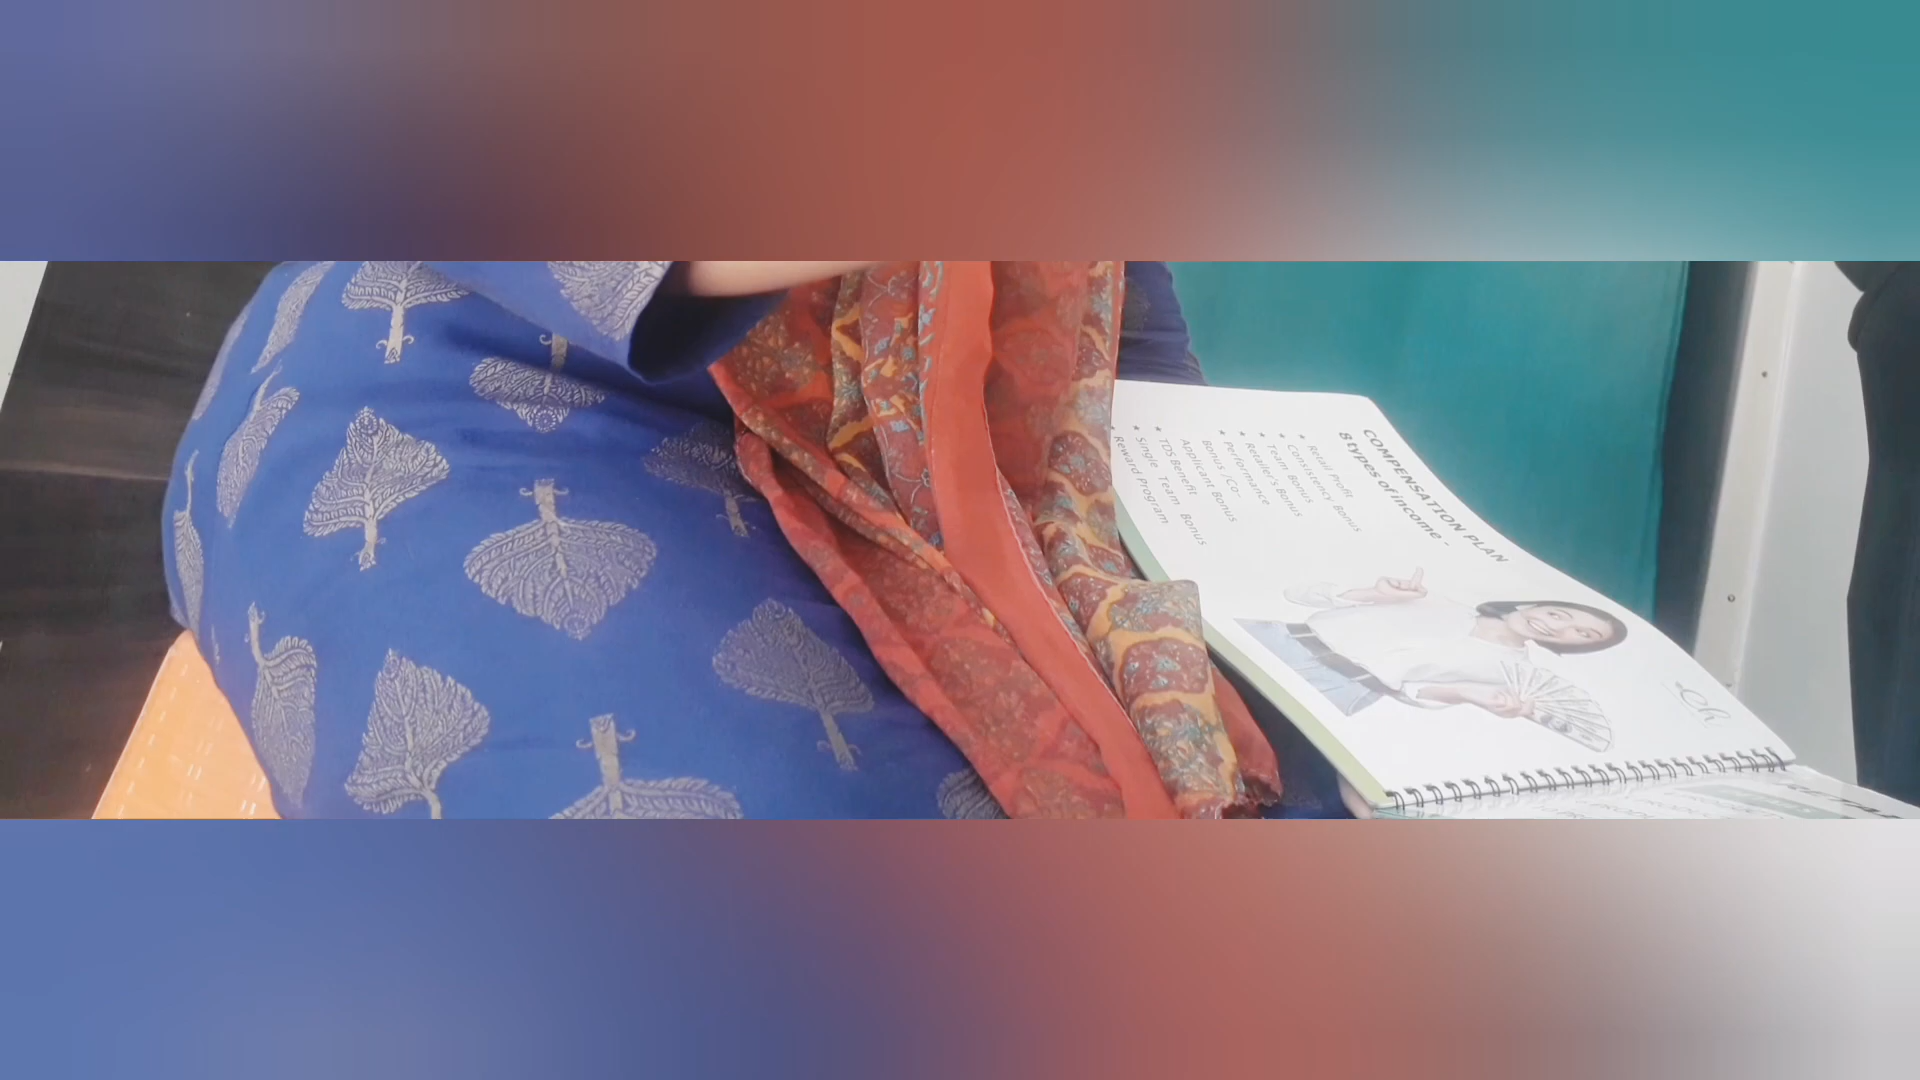 COMPENSATION PLAN
8 types of income -
* Retail Profit
* Consistency Bonus
* Team Bonus
* Retailer's Bonus
* Performance
Bonus /Co-
Applicant Bonus
* TDS Benefit
* Single Team Bonus
* Reward Program